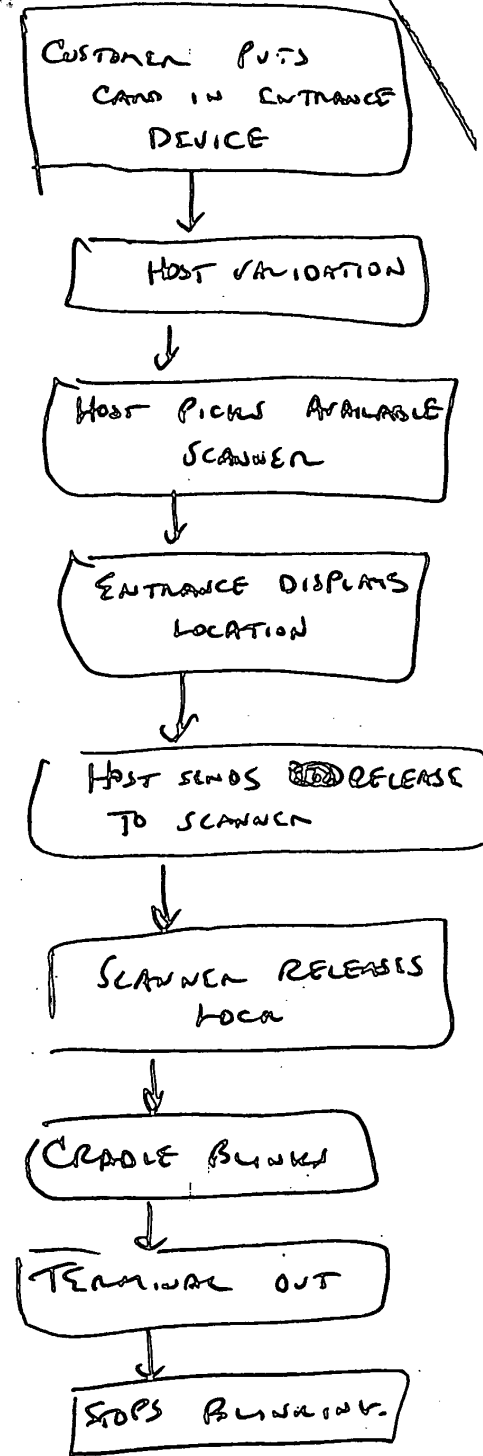 CUSTOMER PUTS
CARD IN ENTRANCE
DEVICE
HOST VALIDATION
HOST PICKS AVAILABLE
SCANNER
ENTRANCE DISPLAYS
LOCATION
HOST SENDS RELEASE
TO SCANNER
SCANNER RELEASES
LOCK
CRADLE BLINKS
TERMINAL OUT
STOPS BLINKING.